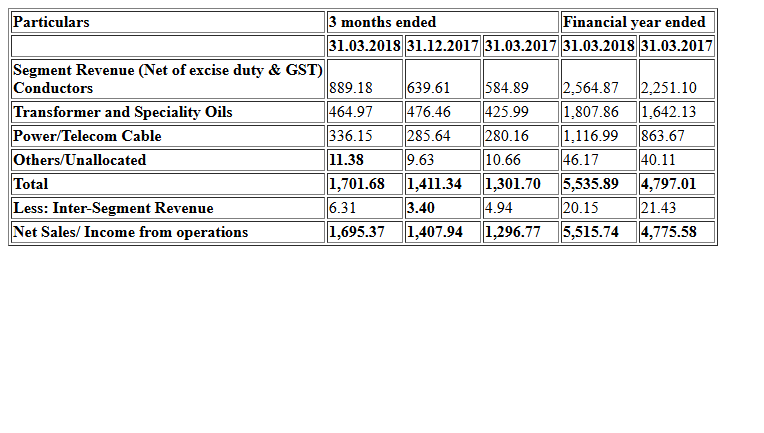 Particulars 3 months ended Financial year ended
31.03.2018 31.12.2017 31.03.2017 31.03.2018 31.03.2017
Segment Revenue (Net of excise duty & GST)
Conductors 889.18 639.61 584.89 2,564.87 2,251.10
Transformer and Speciality Oils 464.97 476.46 425.99 1,807.86 1,642.13
Power/Telecom Cable 336.15 285.64 280.16 1,116.99 863.67
Others/Unallocated 11.38 9.63 10.66 46.17 40.11
Total 1,701.68 1,411.34 1,301.70 5,535.89 4,797.01
Less: Inter-Segment Revenue 6.31 3.40 4.94 20.15 21.43
Net Sales/ Income from operations 1,695.37 1,407.94 1,296.77 5,515.74 4,775.58